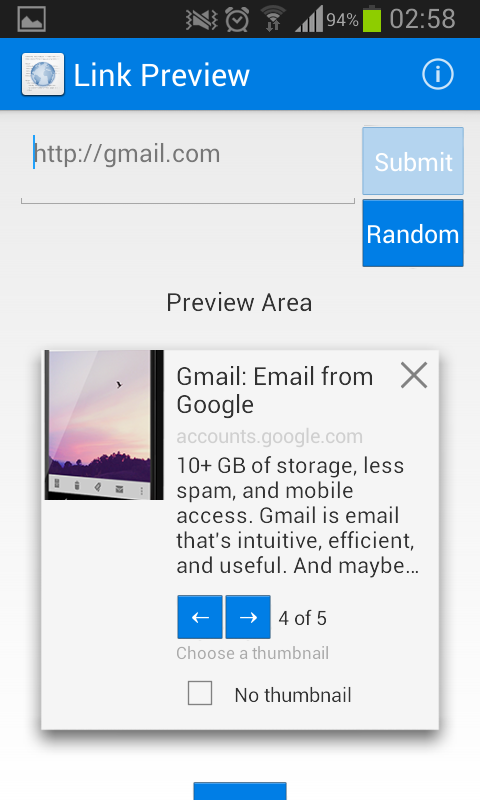 94% 02:58
Link Preview
http://gmail.com
Submit
Random
Preview Area
Gmail: Email from
Google
accounts.google.com
10+ GB of storage, less
spam, and mobile
access. Gmail is email
that's intuitive, efficient,
and useful. And maybe...
4 of 5
Choose a thumbnail
No thumbnail